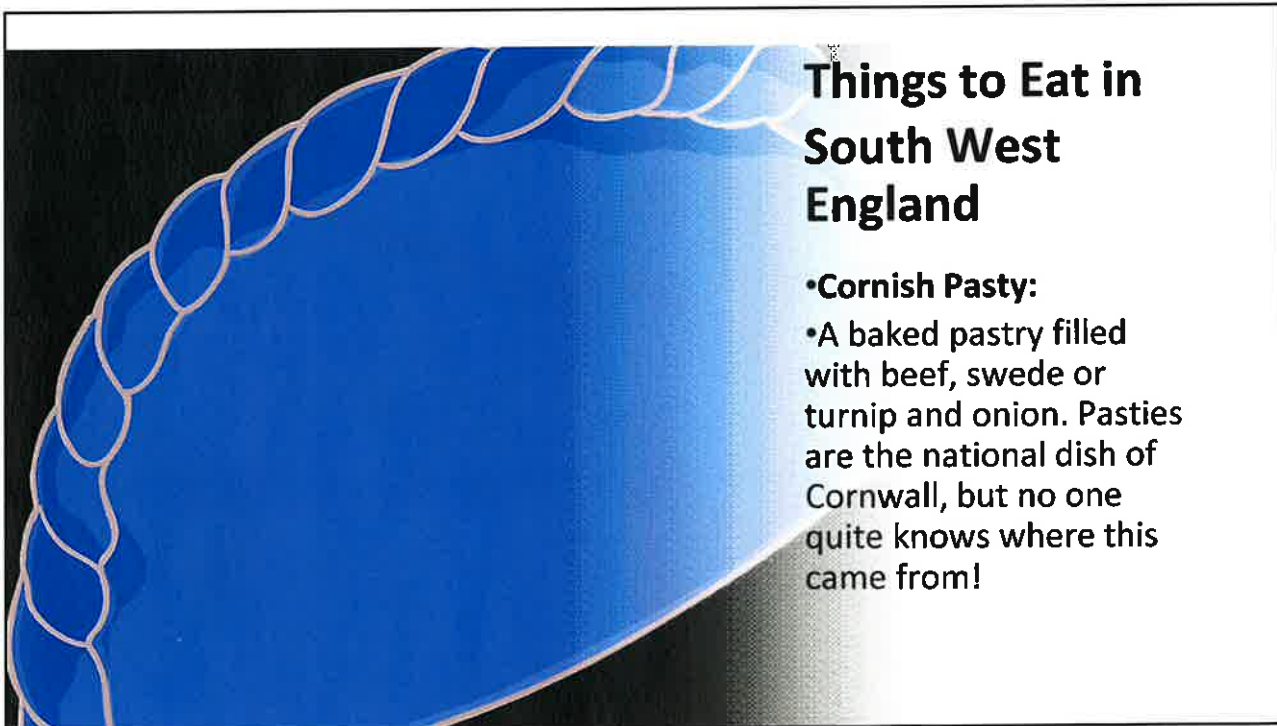 Things to Eat in
South West
England
•Cornish Pasty:
•A baked pastry filled
with beef, swede or
turnip and onion. Pasties
are the national dish of
Cornwall, but no one
quite knows where this
came from!